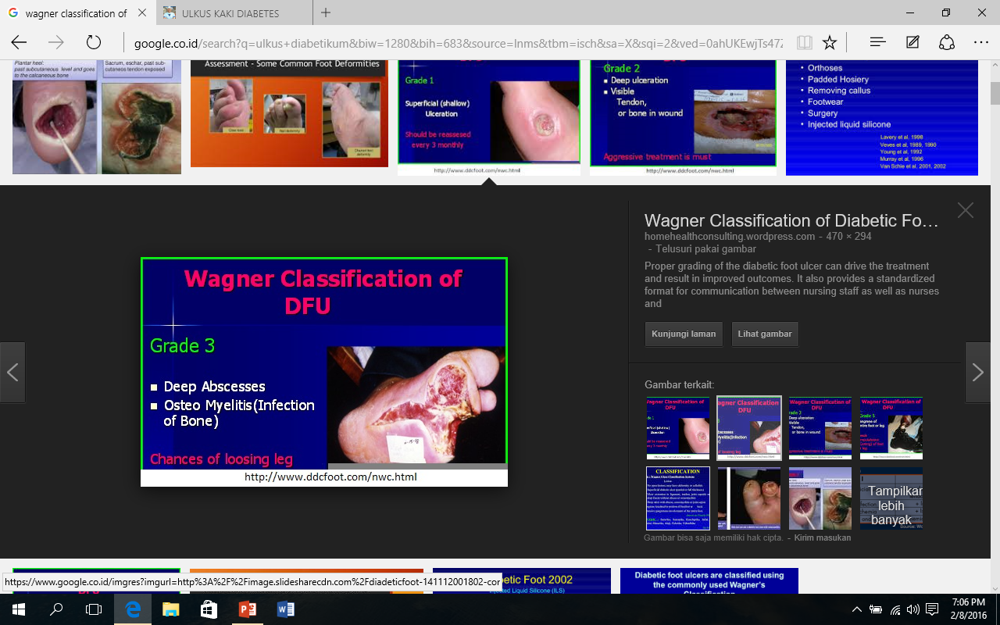 wagner classification of
ULKUS KAKI DIABETES
google.co.id/search?q=ulkus+diabetikum&biw=1280&bih=683&source=lnms&tbm=isch&sa=X&sqi=2&ved=0ahUKEwjTs47
Plantar heel:
past subcutaneous level and goes
to the calcaneous bone
Sacrum, eschar, past sub-
cutaneos tendon exposed
Assessment - Some Common Foot Deformities
Grade 1
Superficial (shallow)
Ulceration
Should be reassesed
every 3 monthly
http://www.ddcfoot.com/nwc.html
Grade 2
Deep ulceration
Visible
Tendon,
or bone in wound
Aggressive treatment is must
http://www.ddcfoot.com/nwc.html
• Orthoses
• Padded Hosiery
• Removing callus
• Footwear
• Surgery
• Injected liquid silicone
Lavery et al, 1998
Veves et al, 1989, 1990
Young et al, 1992
Murray et al, 1996
Van Schie et al, 2001, 2002
Wagner Classification of
DFU
Grade 3
Deep Abscesses
Osteo Myelitis(Infection
of Bone)
Chances of loosing leg
http://www.ddcfoot.com/nwc.html
Wagner Classification of Diabetic Fo…
homehealthconsulting.wordpress.com - 470 × 294
- Telusuri pakai gambar
Proper grading of the diabetic foot ulcer can drive the treatment
and result in improved outcomes. It also provides a standardized
format for communication between nursing staff as well as nurses
and
Kunjungi laman
Lihat gambar
Gambar terkait:
Wagner Classification of
DFU
CLASSIFICATION
Tampilkan
lebih
banyak
Gambar bisa saja memiliki hak cipta. - Kirim masukan
https://www.google.co.id/imgres?imgurl=http%3A%2F%2Fimage.slidesharecdn.com%2Fdiadeticfoot-141112001802-cor
etic Foot 2002
Injected Liquid Silicone (ILS)
Diabetic foot ulcers are classified using
the commonly used Wagner's
Classification
7:06 PM
2/8/2016